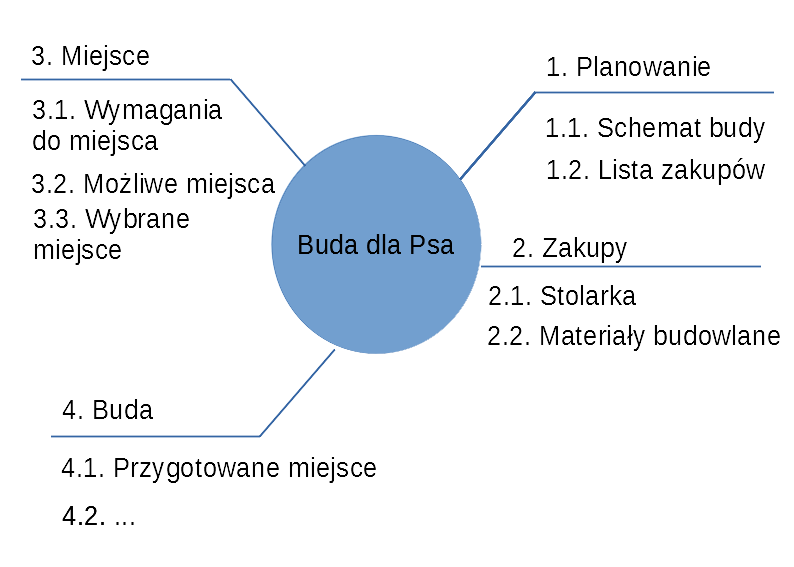 3. Miejsce
3.1. Wymagania
do miejsca
3.2. Możliwe miejsca
3.3. Wybrane
miejsce
1. Planowanie
1.1. Schemat budy
1.2. Lista zakupów
Buda dla Psa
2. Zakupy
2.1. Stolarka
2.2. Materiały budowlane
4. Buda
4.1. Przygotowane miejsce
4.2. ...